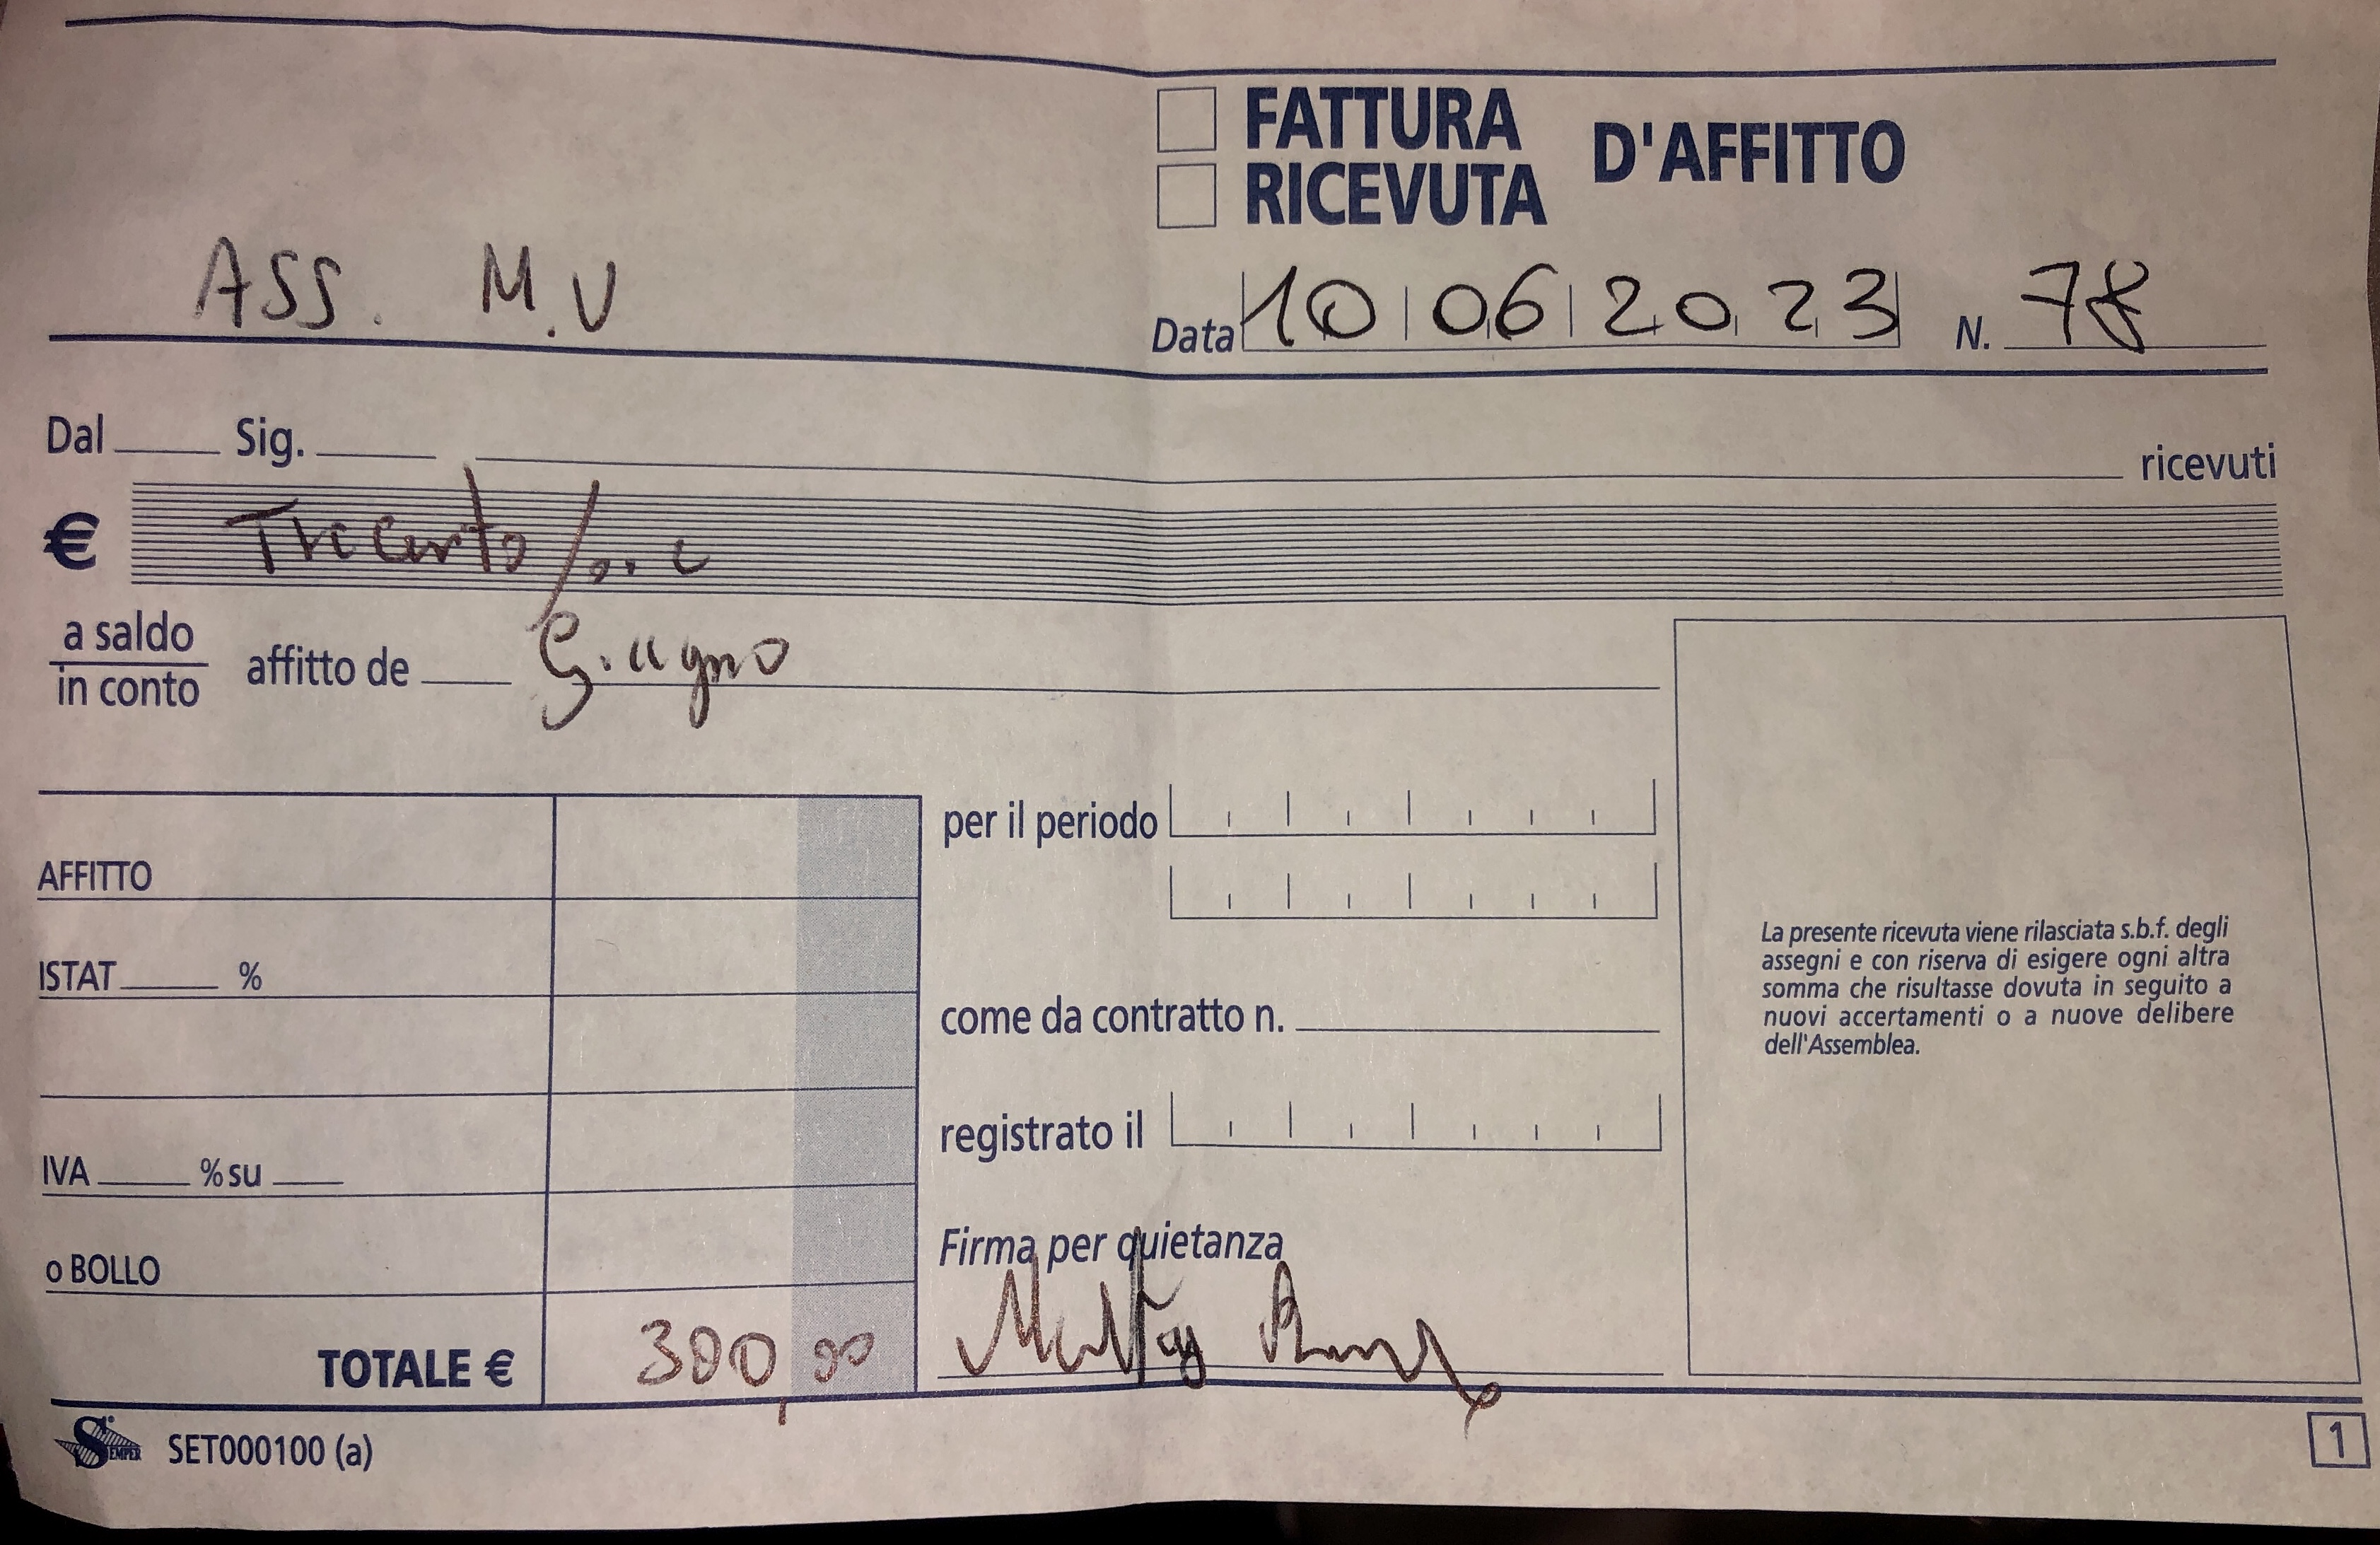 FATTURA
RICEVUTA
D'AFFITTO
ASS. M.U
Data 10 06 2023 N. 78
Dal Sig. ricevuti
€ Trecento/
a saldo
in conto
affitto de Giugno
AFFITTO
ISTAT %
IVA % su
o BOLLO
TOTALE € 300,00
per il periodo
come da contratto n.
registrato il
Firma per quietanza
La presente ricevuta viene rilasciata s.b.f. degli
assegni e con riserva di esigere ogni altra
somma che risultasse dovuta in seguito a
nuovi accertamenti o a nuove delibere
dell'Assemblea.
SEMPER SET000100 (a)
1